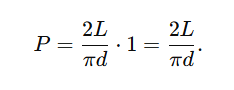 P = \frac{2L}{\pi d} \cdot 1 = \frac{2L}{\pi d}.